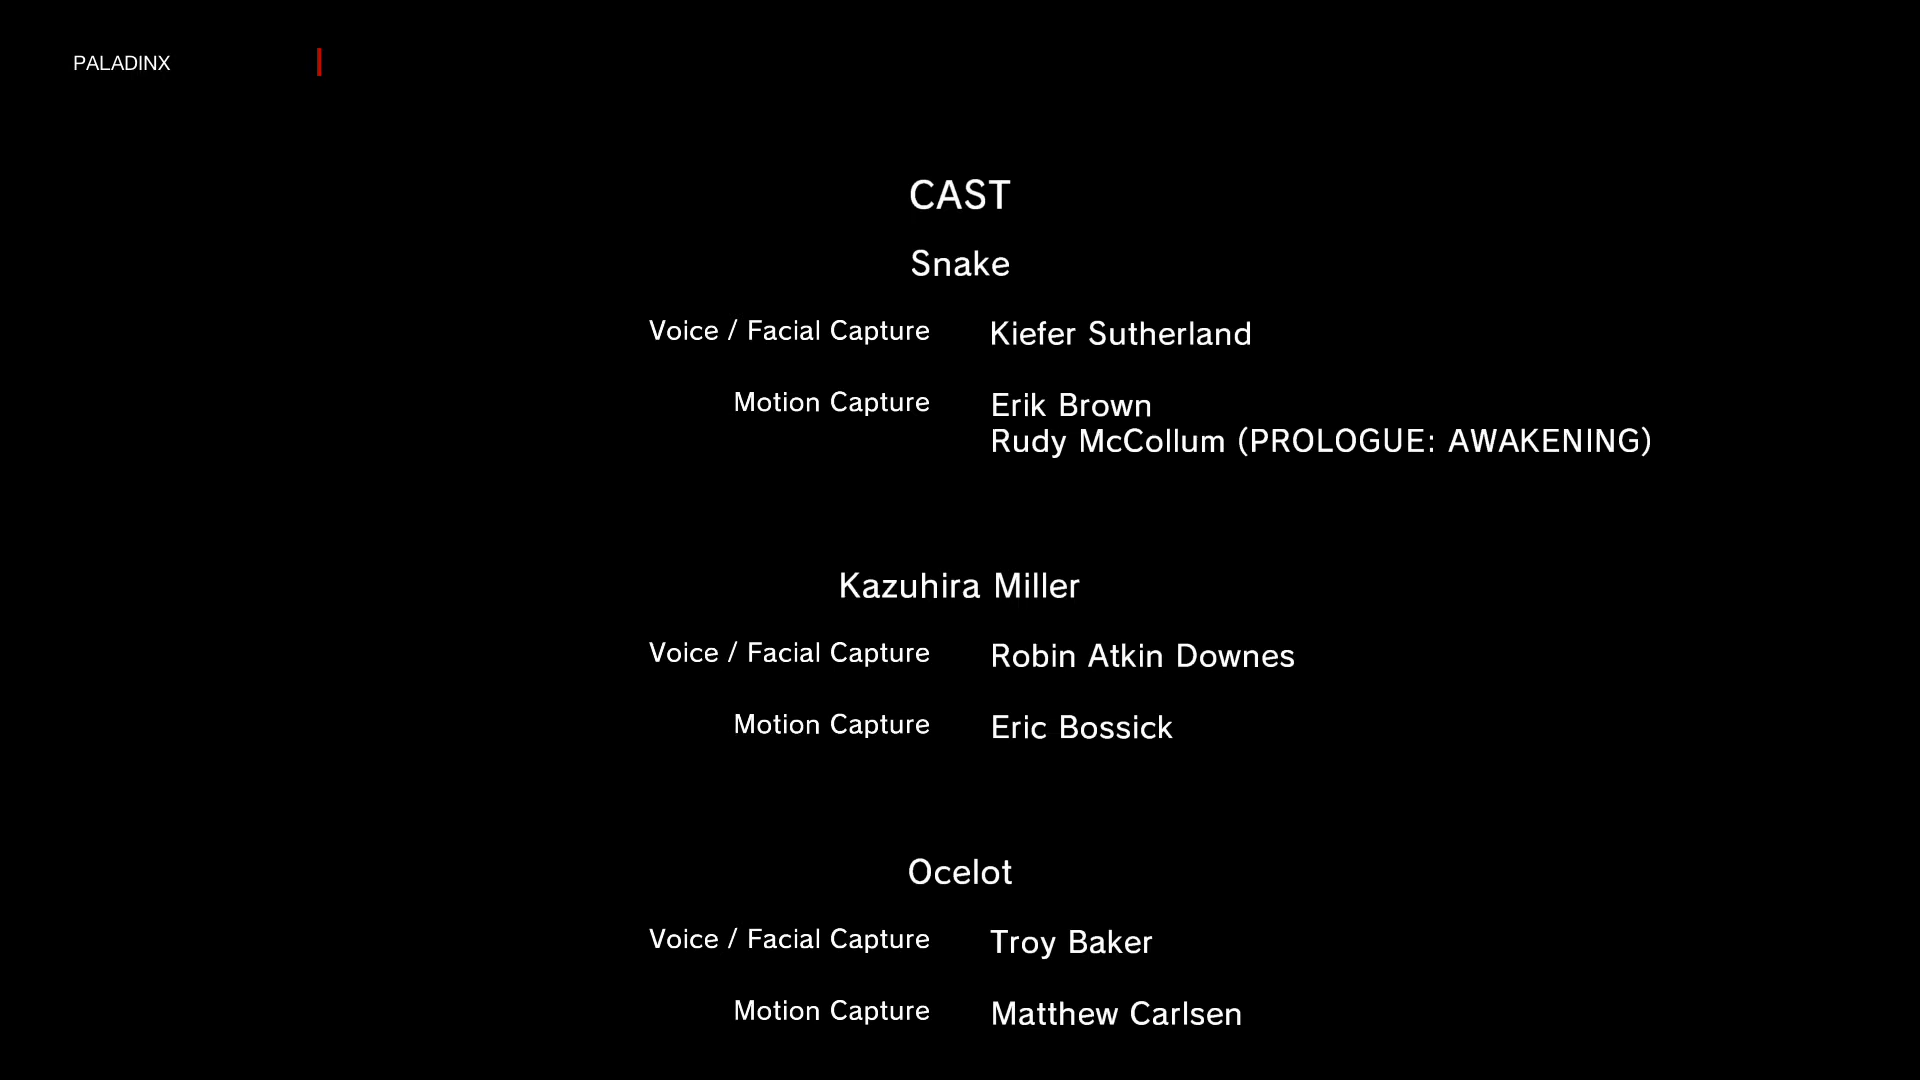 PALADINX
CAST
Snake
Voice / Facial Capture Kiefer Sutherland
Motion Capture Erik Brown
Rudy McCollum (PROLOGUE: AWAKENING)
Kazuhira Miller
Voice / Facial Capture Robin Atkin Downes
Motion Capture Eric Bossick
Ocelot
Voice / Facial Capture Troy Baker
Motion Capture Matthew Carlsen